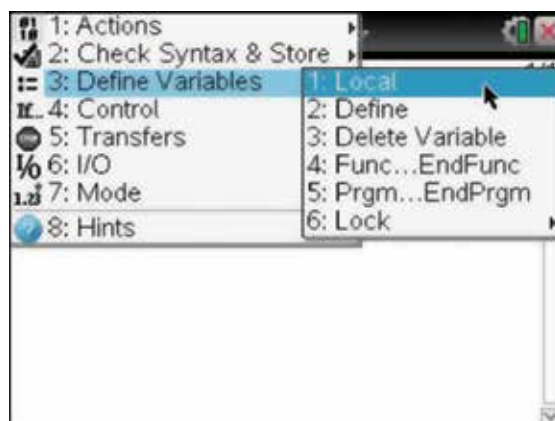 1: Actions
2: Check Syntax & Store
3: Define Variables
4: Control
5: Transfers
6: I/O
7: Mode
8: Hints
1: Local
2: Define
3: Delete Variable
4: Func...EndFunc
5: Prgm...EndPrgm
6: Lock